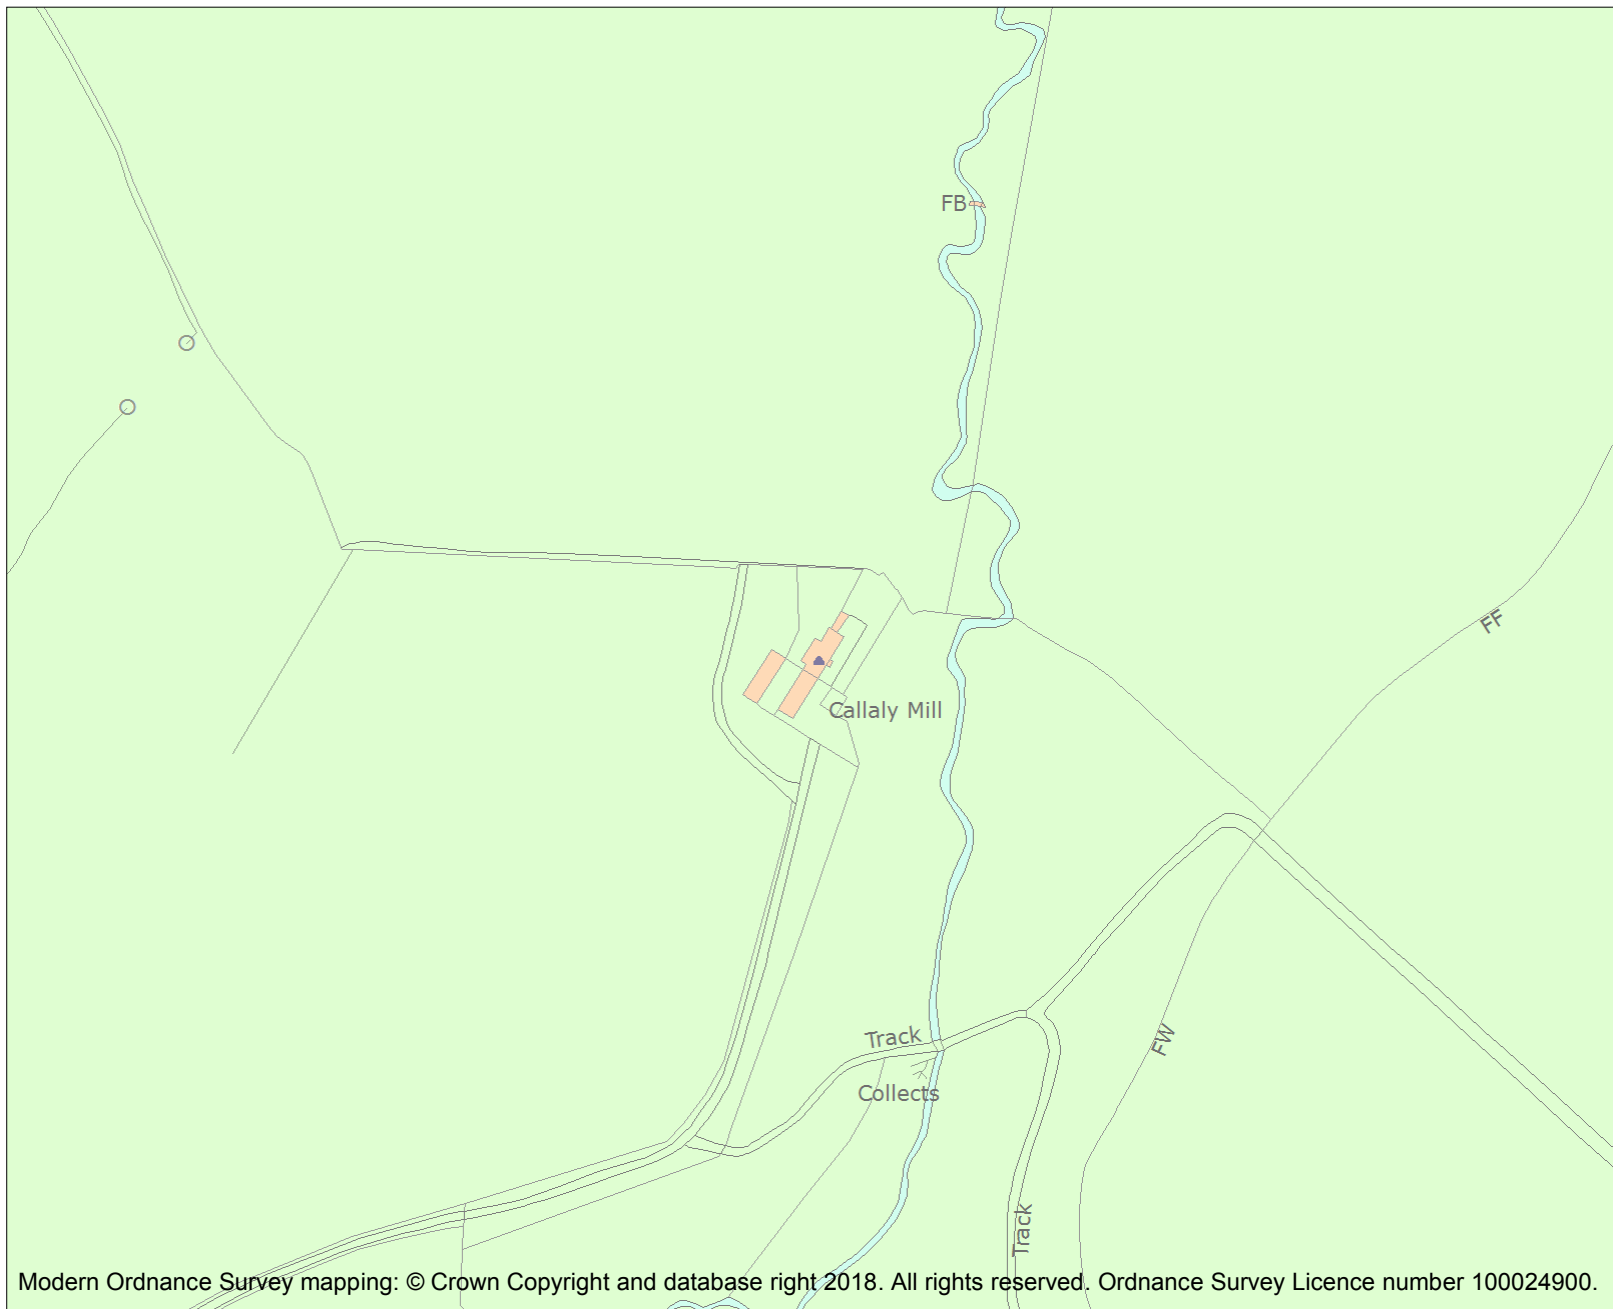 FB
FF
Callaly Mill
Track
FW
Collects
Track
Modern Ordnance Survey mapping: © Crown Copyright and database right 2018. All rights reserved. Ordnance Survey Licence number 100024900.